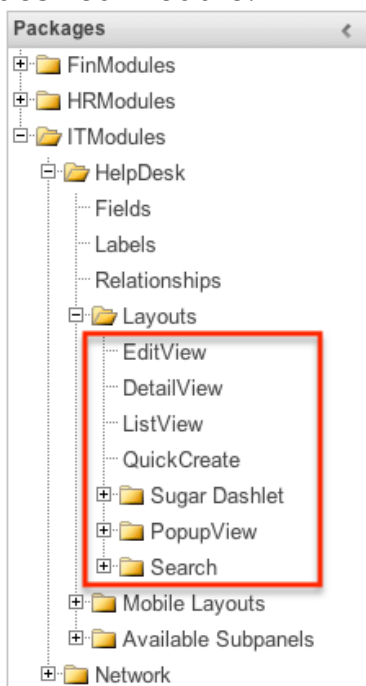 Packages
FinModules
HRModules
ITModules
HelpDesk
Fields
Labels
Relationships
Layouts
EditView
DetailView
ListView
QuickCreate
Sugar Dashlet
PopupView
Search
Mobile Layouts
Available Subpanels
Network